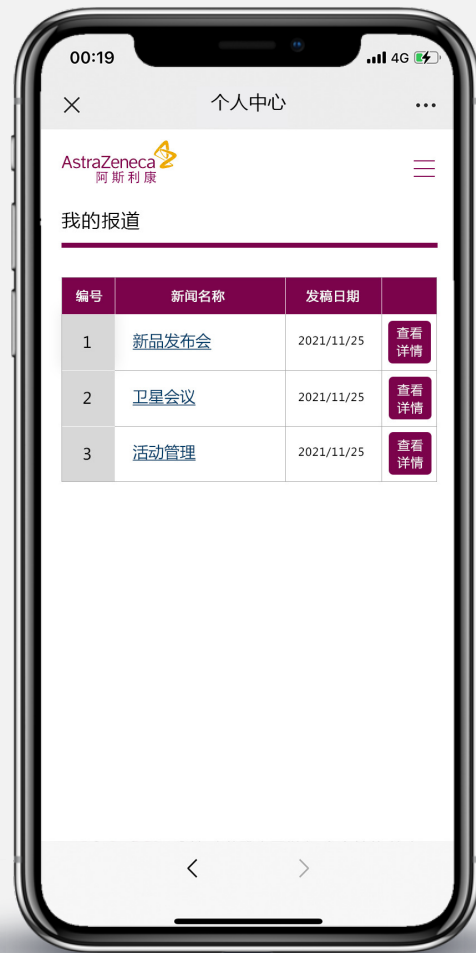 00:19 4G
个人中心
AstraZeneca
阿斯利康
我的报道
编号 新闻名称 发稿日期
1 新品发布会 2021/11/25 查看详情
2 卫星会议 2021/11/25 查看详情
3 活动管理 2021/11/25 查看详情